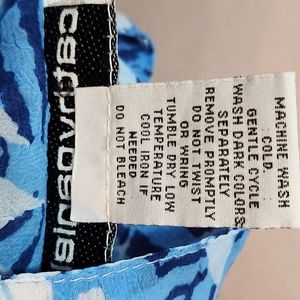 MACHINE WASH
COLD
GENTLE CYCLE
WASH DARK COLORS
SEPARATELY
REMOVE PROMPTLY
DO NOT TWIST
OR WRING
TUMBLE DRY LOW
TEMPERATURE
COOL IRON IF
NEEDED
DO NOT BLEACH